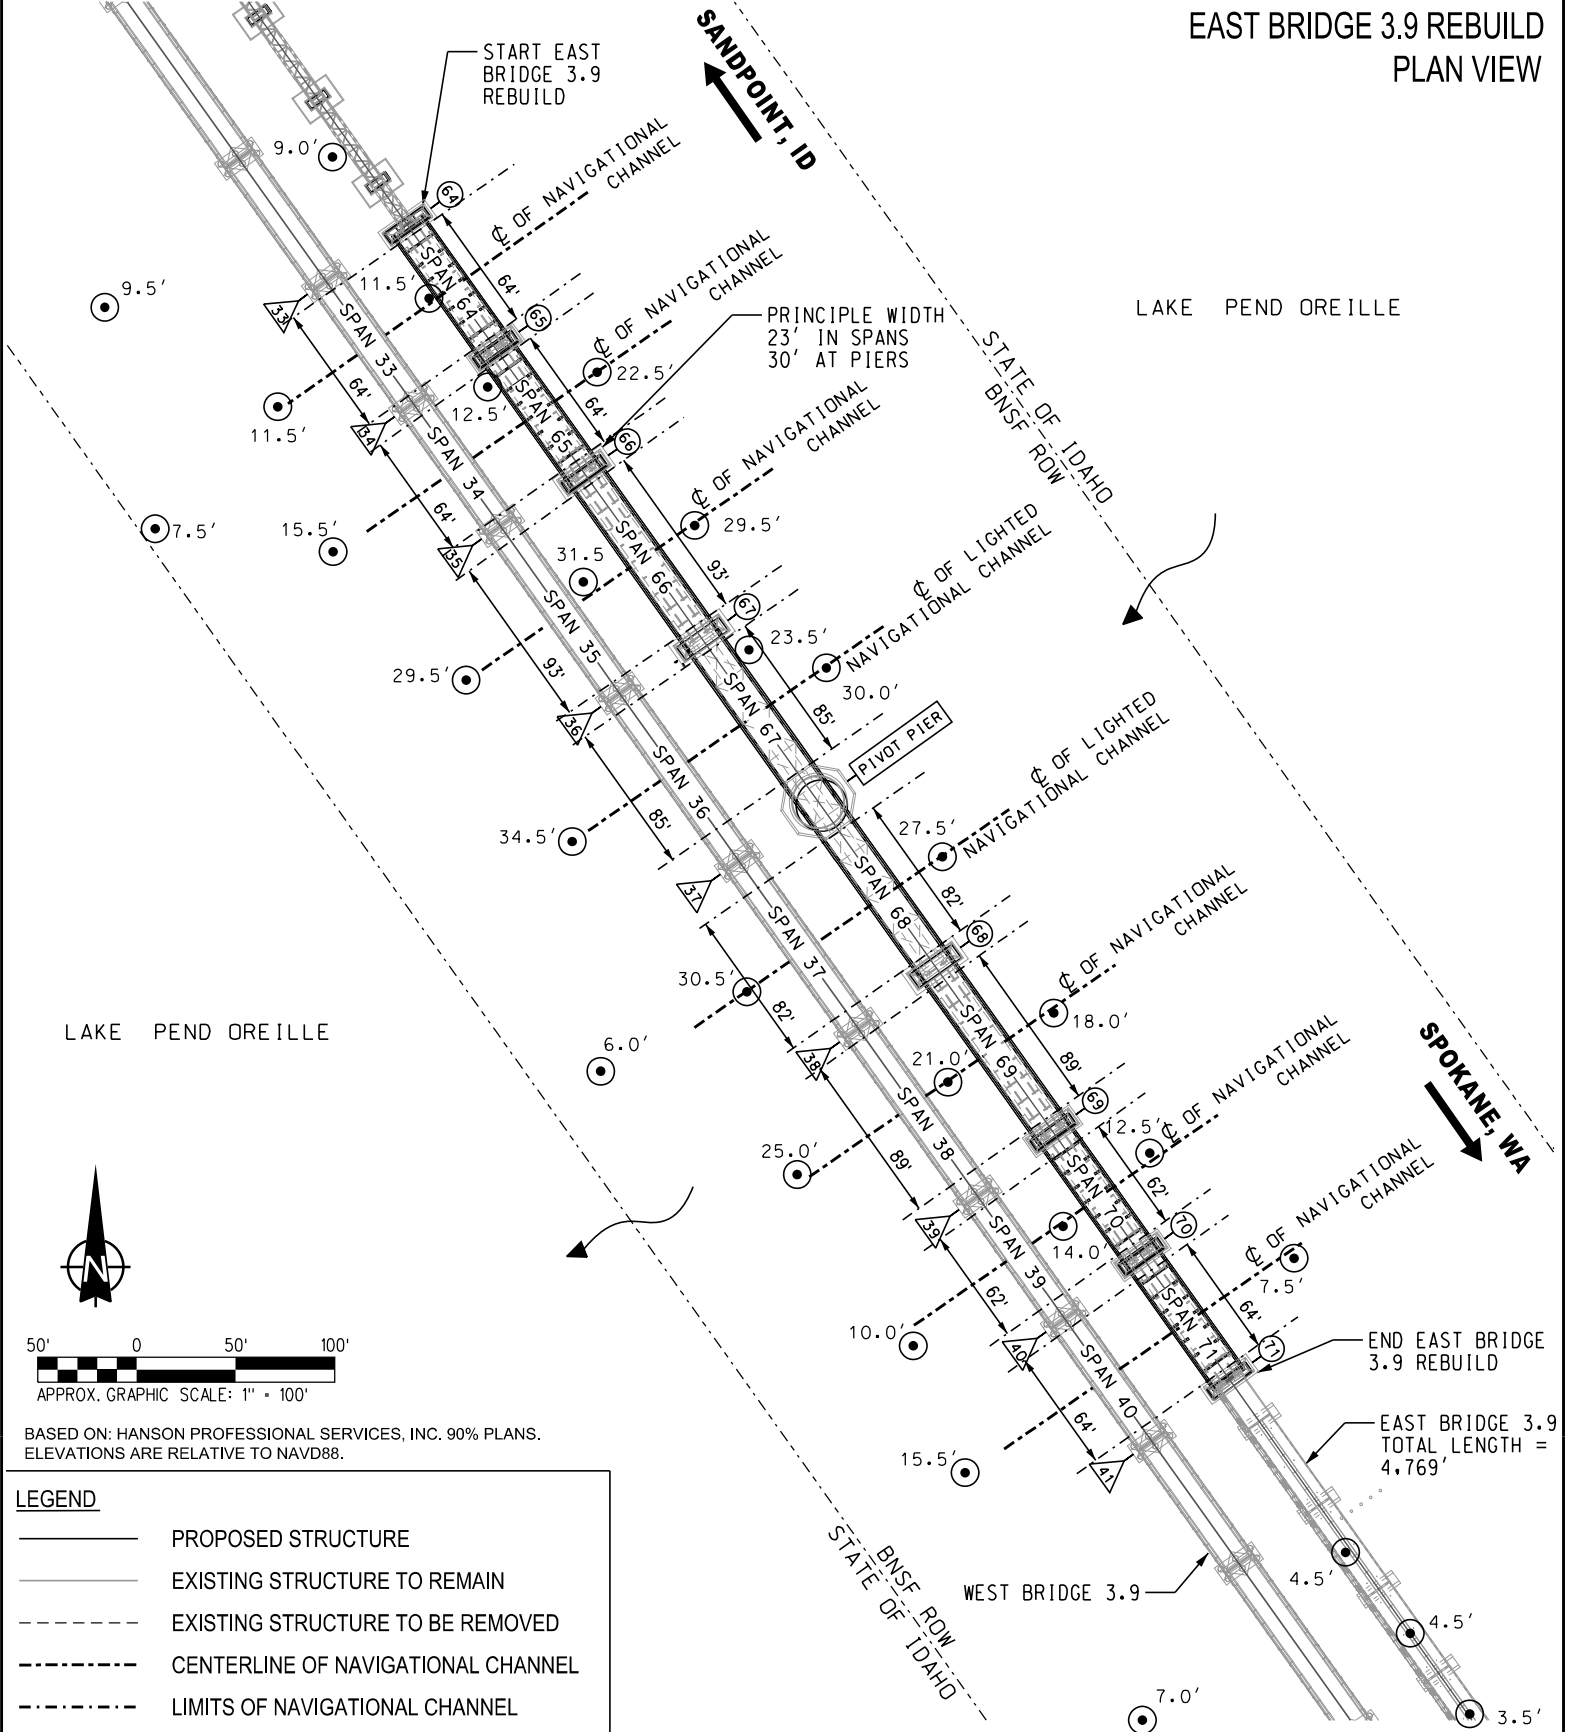 EAST BRIDGE 3.9 REBUILD
PLAN VIEW
SANDPOINT, ID
START EAST
BRIDGE 3.9
REBUILD
9.0'
64
℄ OF NAVIGATIONAL
CHANNEL
9.5'
33
SPAN 33
64'
11.5'
11.5'
SPAN 64
64'
65
℄ OF NAVIGATIONAL
CHANNEL
22.5'
PRINCIPLE WIDTH
23' IN SPANS
30' AT PIERS
LAKE PEND OREILLE
STATE OF IDAHO
BNSF ROW
34
SPAN 34
64'
12.5'
SPAN 65
64'
66
℄ OF NAVIGATIONAL
CHANNEL
29.5'
7.5'
15.5'
35
31.5
SPAN 35
93'
SPAN 66
93'
67
23.5'
℄ OF LIGHTED
NAVIGATIONAL CHANNEL
30.0'
29.5'
36
SPAN 36
85'
SPAN 67
85'
PIVOT PIER
34.5'
37
SPAN 37
82'
30.5'
SPAN 68
82'
27.5'
℄ OF LIGHTED
NAVIGATIONAL CHANNEL
68
LAKE PEND OREILLE
6.0'
38
SPAN 38
89'
21.0'
SPAN 69
89'
18.0'
℄ OF NAVIGATIONAL
CHANNEL
69
SPOKANE, WA
25.0'
39
SPAN 39
62'
14.0'
SPAN 70
62'
12.5'
℄ OF NAVIGATIONAL
CHANNEL
70
10.0'
40
SPAN 40
64'
SPAN 71
64'
℄ OF NAVIGATIONAL
CHANNEL
7.5'
71
END EAST BRIDGE
3.9 REBUILD
15.5'
41
EAST BRIDGE 3.9
TOTAL LENGTH =
4,769'
BNSF ROW
STATE OF IDAHO
WEST BRIDGE 3.9
4.5'
4.5'
7.0'
3.5'
N
50' 0 50' 100'
APPROX. GRAPHIC SCALE: 1" = 100'
BASED ON: HANSON PROFESSIONAL SERVICES, INC. 90% PLANS.
ELEVATIONS ARE RELATIVE TO NAVD88.
LEGEND
PROPOSED STRUCTURE
EXISTING STRUCTURE TO REMAIN
EXISTING STRUCTURE TO BE REMOVED
CENTERLINE OF NAVIGATIONAL CHANNEL
LIMITS OF NAVIGATIONAL CHANNEL